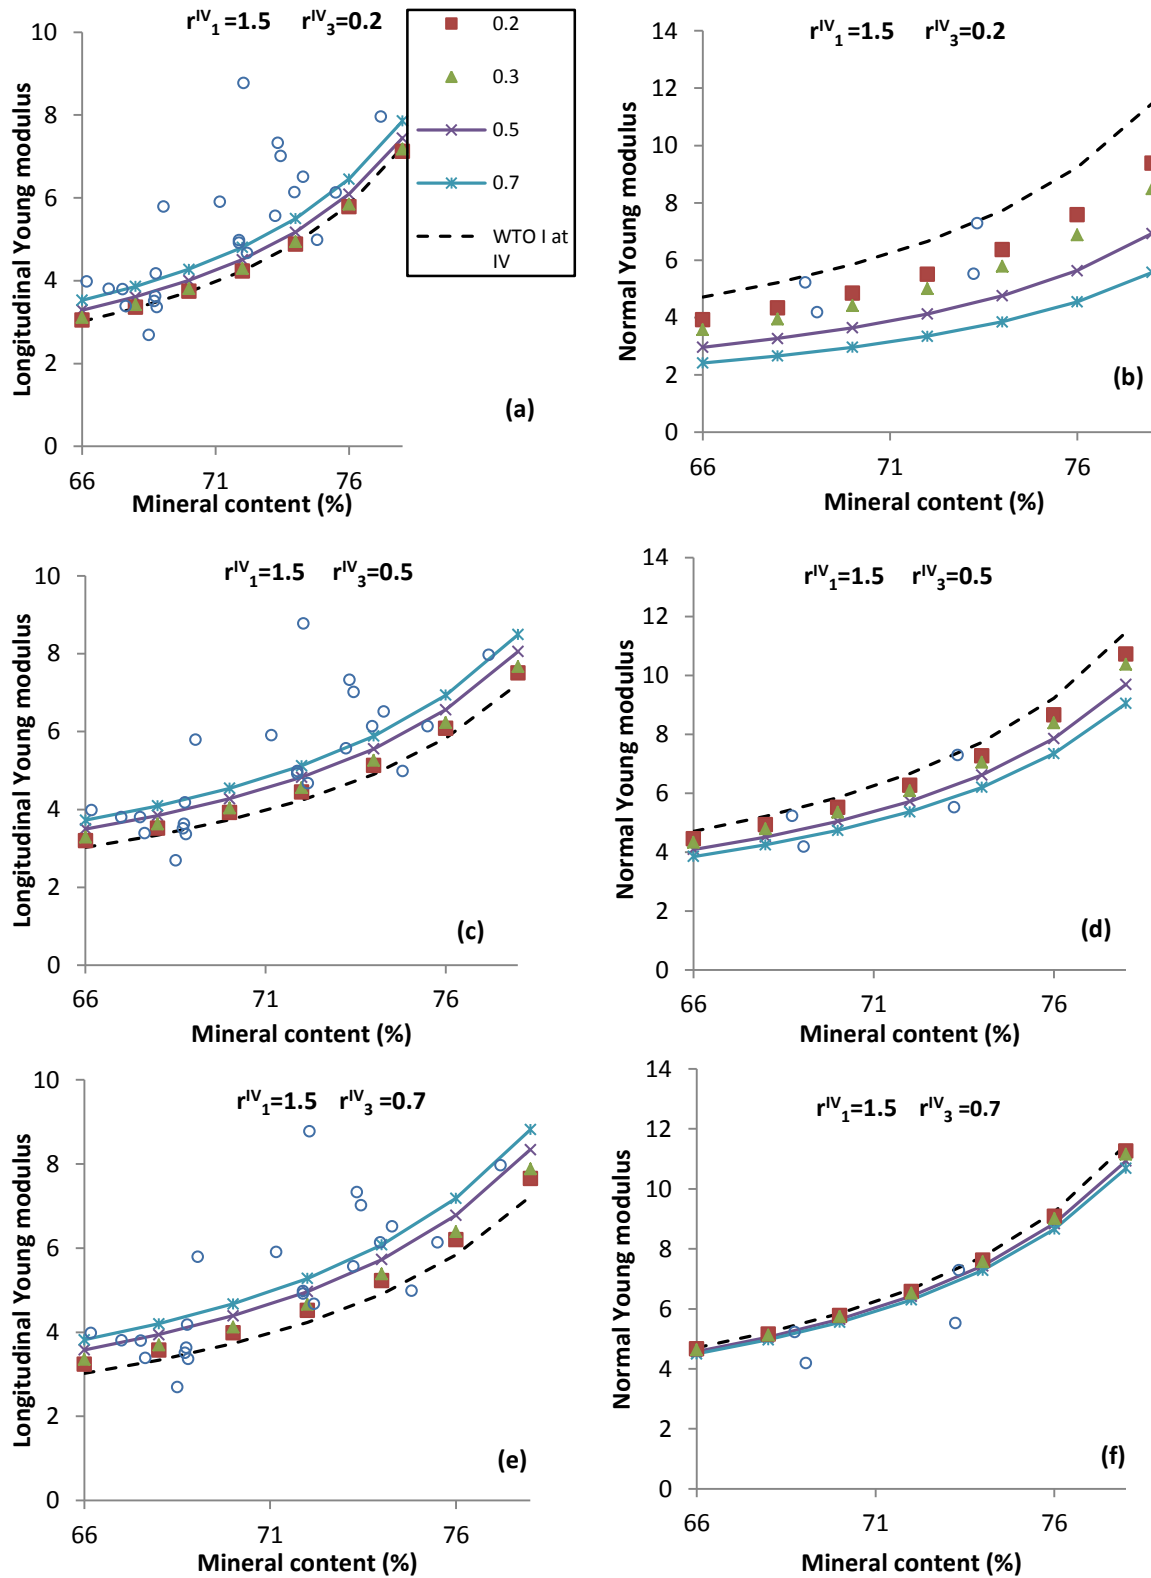 r^IV_1=1.5 r^IV_3=0.2
10
8
6
4
2
0
66
71
76
Longitudinal Young modulus
Mineral content (%)
(a)
0.2
0.3
0.5
0.7
WTO I at
IV
r^IV_1=1.5 r^IV_3=0.2
14
12
10
8
6
4
2
0
66
71
76
Normal Young modulus
Mineral content (%)
(b)
r^IV_1=1.5 r^IV_3=0.5
10
8
6
4
2
0
66
71
76
Longitudinal Young modulus
Mineral content (%)
(c)
r^IV_1=1.5 r^IV_3=0.5
14
12
10
8
6
4
2
0
66
71
76
Normal Young modulus
Mineral content (%)
(d)
r^IV_1=1.5 r^IV_3 =0.7
10
8
6
4
2
0
66
71
76
Longitudinal Young modulus
Mineral content (%)
(e)
r^IV_1=1.5 r^IV_3 =0.7
14
12
10
8
6
4
2
0
66
71
76
Normal Young modulus
Mineral content (%)
(f)